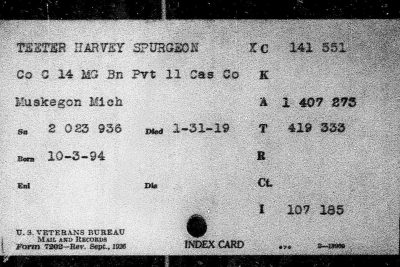 TEETER HARVEY SPURGEON XC 141 551
Co C 14 MG Bn Pvt 11 Cas Co K
Muskegon Mich A 1 407 273
Sn 2 023 936 Died 1-31-19 T 419 333
Born 10-3-94 R
Enl Dis Ct.
I 107 185
U. S. VETERANS BUREAU
MAIL AND RECORDS
Form 7202—Rev. Sept., 1926 INDEX CARD